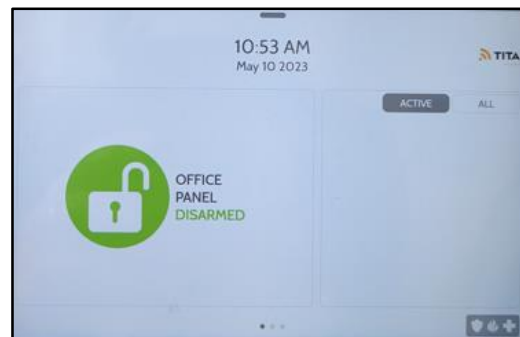 10:53 AM
May 10 2023
TITA
ACTIVE
ALL
OFFICE
PANEL
DISARMED